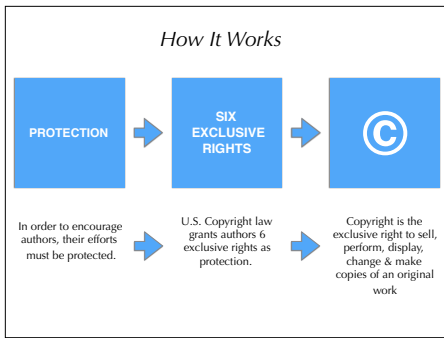 How It Works
PROTECTION
SIX
EXCLUSIVE
RIGHTS
©
In order to encourage
authors, their efforts
must be protected.
U.S. Copyright law
grants authors 6
exclusive rights as
protection.
Copyright is the
exclusive right to sell,
perform, display,
change & make
copies of an original
work